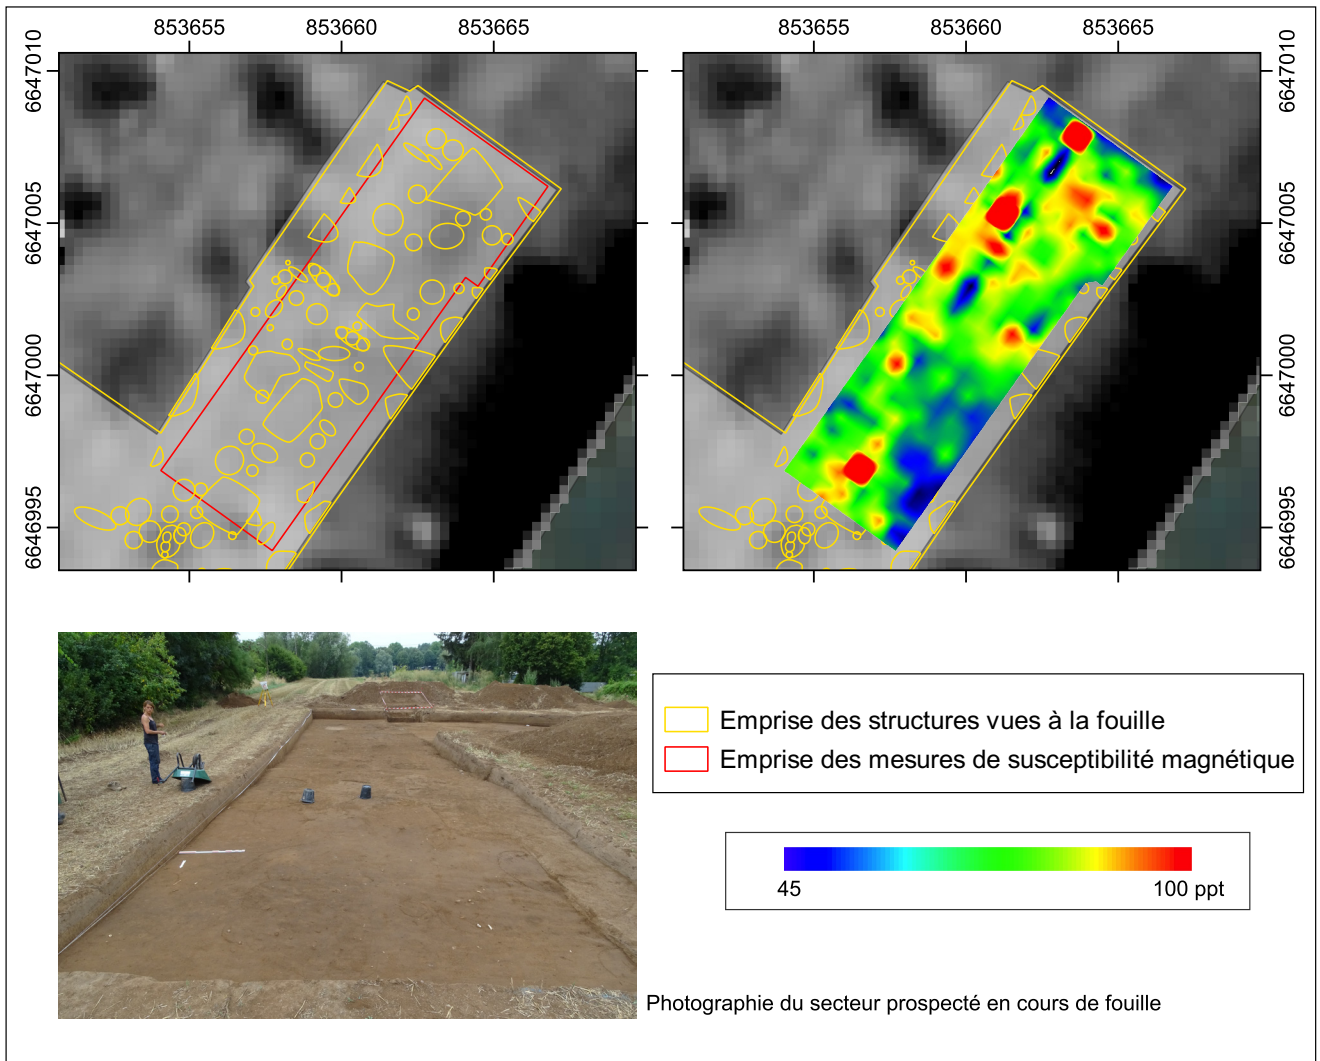 853655 853660 853665
853655 853660 853665
6647010
6647005
6647000
6646995
6647010
6647005
6647000
6646995
Emprise des structures vues à la fouille
Emprise des mesures de susceptibilité magnétique
45 100 ppt
Photographie du secteur prospecté en cours de fouille